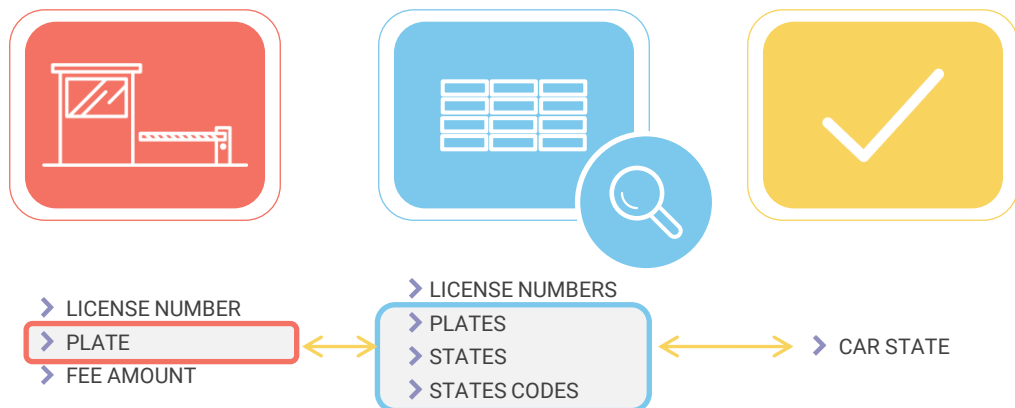 LICENSE NUMBER
PLATE
FEE AMOUNT
LICENSE NUMBERS
PLATES
STATES
STATES CODES
CAR STATE